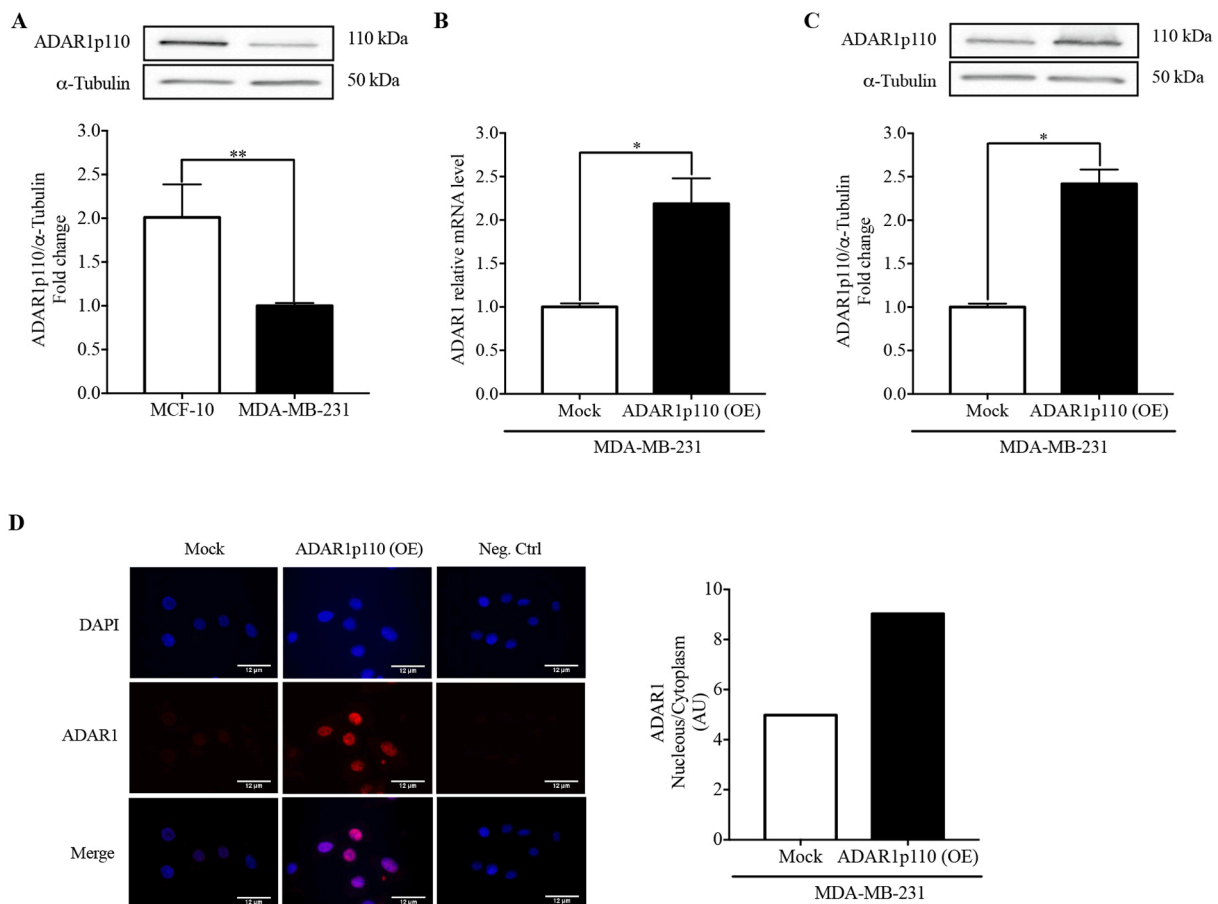 A
ADAR1p110
110 kDa
α-Tubulin
50 kDa
ADAR1p110/α-Tubulin
Fold change
3.0
2.5
2.0
1.5
1.0
0.5
0.0
**
MCF-10
MDA-MB-231
B
ADAR1 relative mRNA level
3.0
2.5
2.0
1.5
1.0
0.5
0.0
*
Mock
ADAR1p110 (OE)
MDA-MB-231
C
ADAR1p110
110 kDa
α-Tubulin
50 kDa
ADAR1p110/α-Tubulin
Fold change
3.0
2.5
2.0
1.5
1.0
0.5
0.0
*
Mock
ADAR1p110 (OE)
MDA-MB-231
D
Mock
ADAR1p110 (OE)
Neg. Ctrl
DAPI
12 µm
12 µm
12 µm
ADAR1
12 µm
12 µm
12 µm
Merge
12 µm
12 µm
12 µm
ADAR1
Nucleous/Cytoplasm
(AU)
10
8
6
4
2
0
Mock
ADAR1p110 (OE)
MDA-MB-231